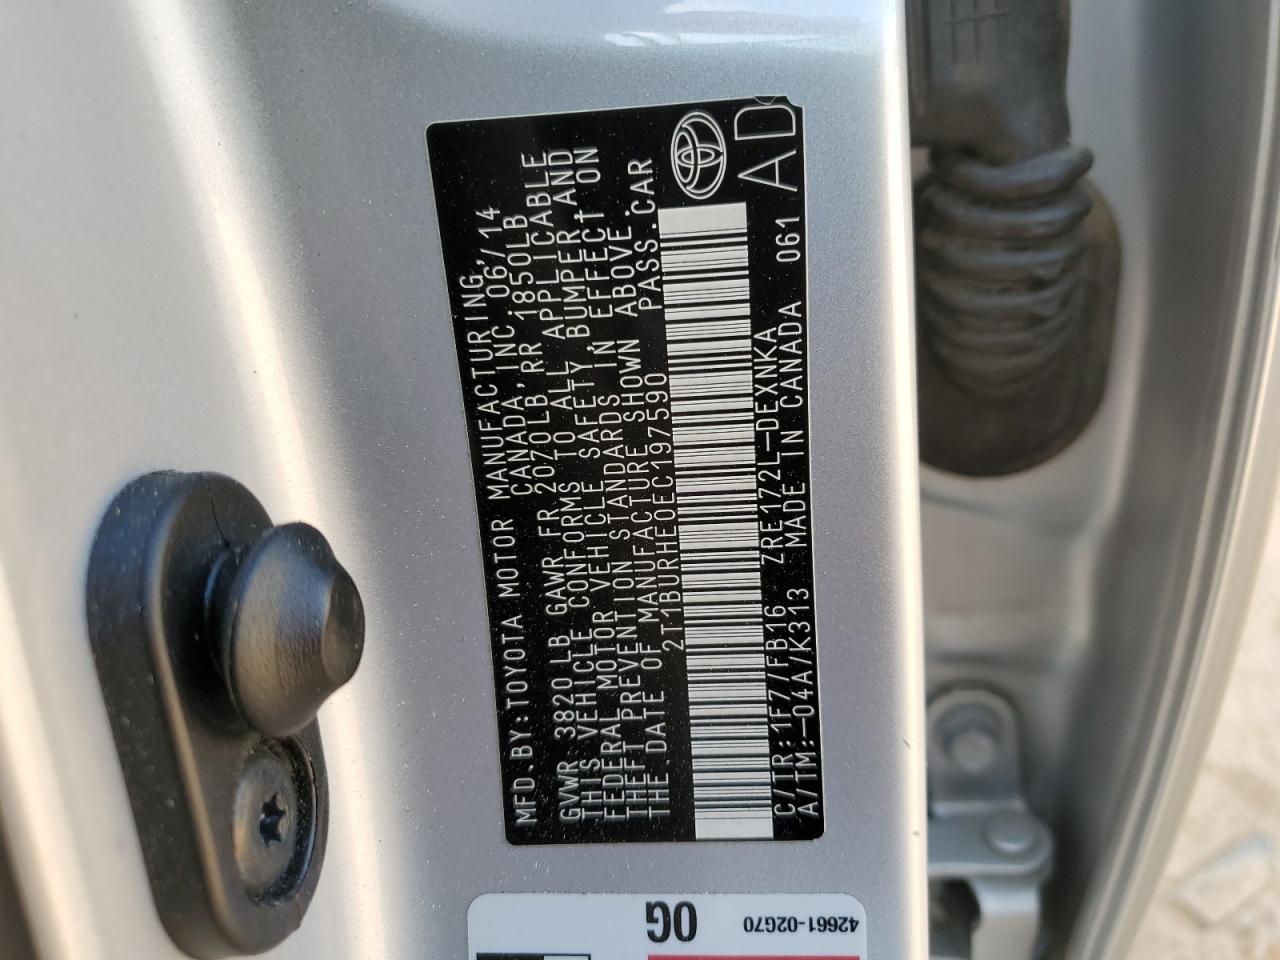 MFD.BY:TOYOTA MOTOR MANUFACTURING,
CANADA,INC. 06/14
GVWR 3820 LB GAWR FR 2070LB,RR 1850LB
THIS VEHICLE CONFORMS TO ALL APPLICABLE
FEDERAL MOTOR VEHICLE SAFETY,BUMPER,AND
THEFT PREVENTION STANDARDS IN EFFECT ON
THE DATE OF MANUFACTURE SHOWN ABOVE.
2T1BURHE0EC197590 PASS.CAR
C/TR:1F7/FB16 ZRE172L-DEXNKA
A/TM:-04A/K313 MADE IN CANADA 061
AD
42661-02G70
0G